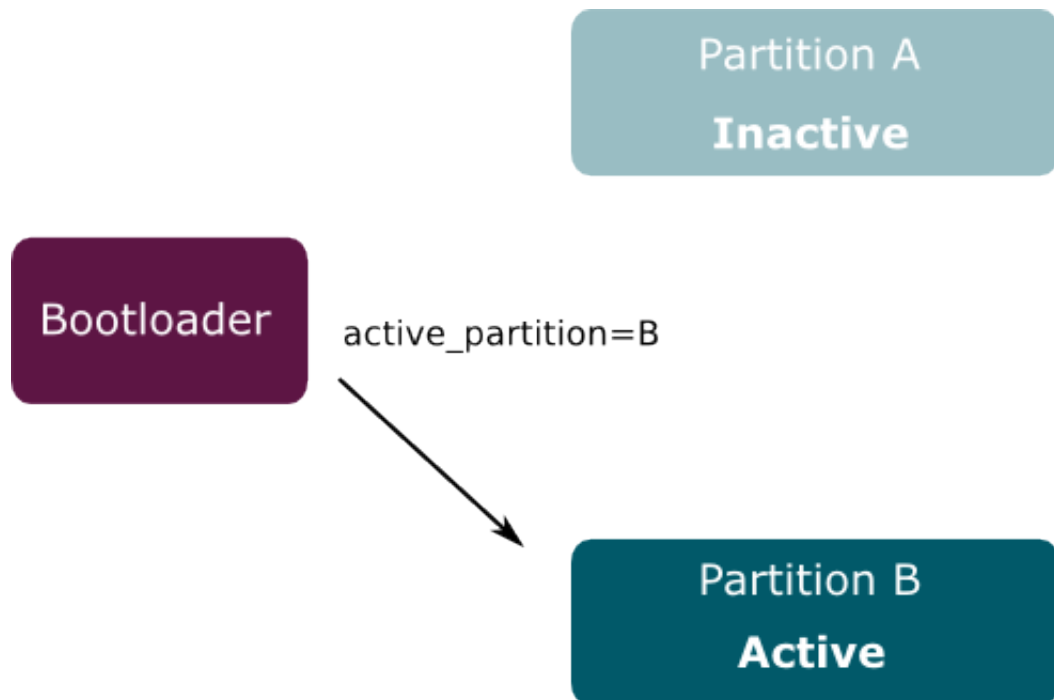 Partition A
Inactive
Bootloader
active_partition=B
Partition B
Active